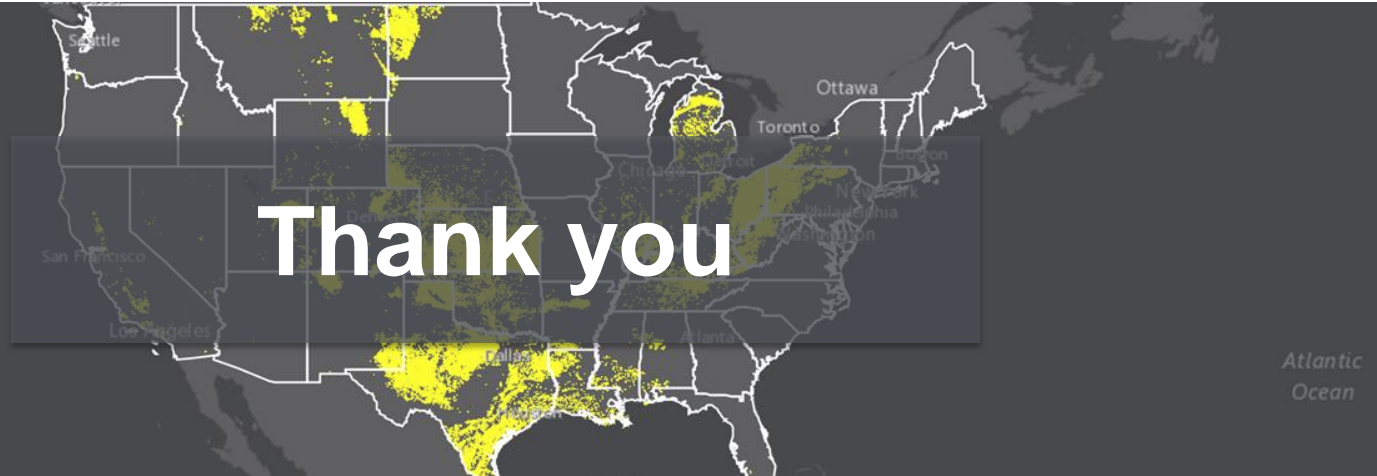 Seattle
Ottawa
Toronto
Boston
Chicago
Detroit
New York
Philadelphia
Washington
Denver
Thank you
San Francisco
Los Angeles
Atlanta
Dallas
Houston
Atlantic
Ocean